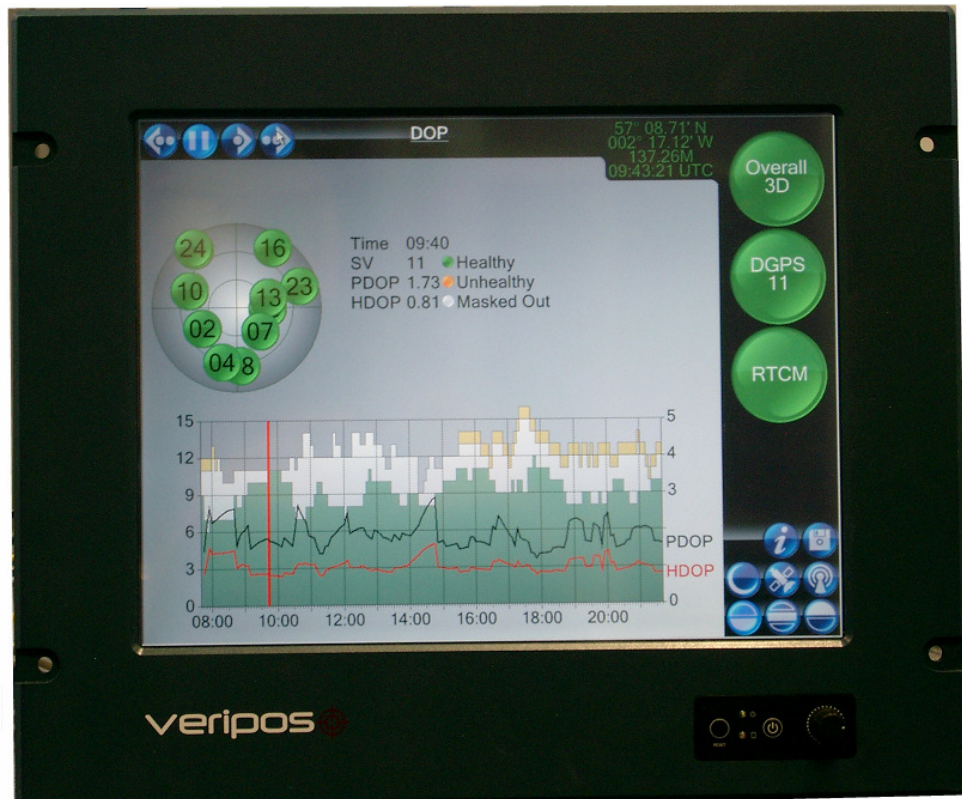 DOP
57° 08.71' N
002° 17.12' W
137.26M
09:43:21 UTC
Overall
3D
DGPS
11
RTCM
24
16
10
13
23
02
07
04
8
Time 09:40
SV 11 Healthy
PDOP 1.73 Unhealthy
HDOP 0.81 Masked Out
15
12
9
6
3
0
5
4
3
PDOP
HDOP
0
08:00 10:00 12:00 14:00 16:00 18:00 20:00
i
veripos
RESET